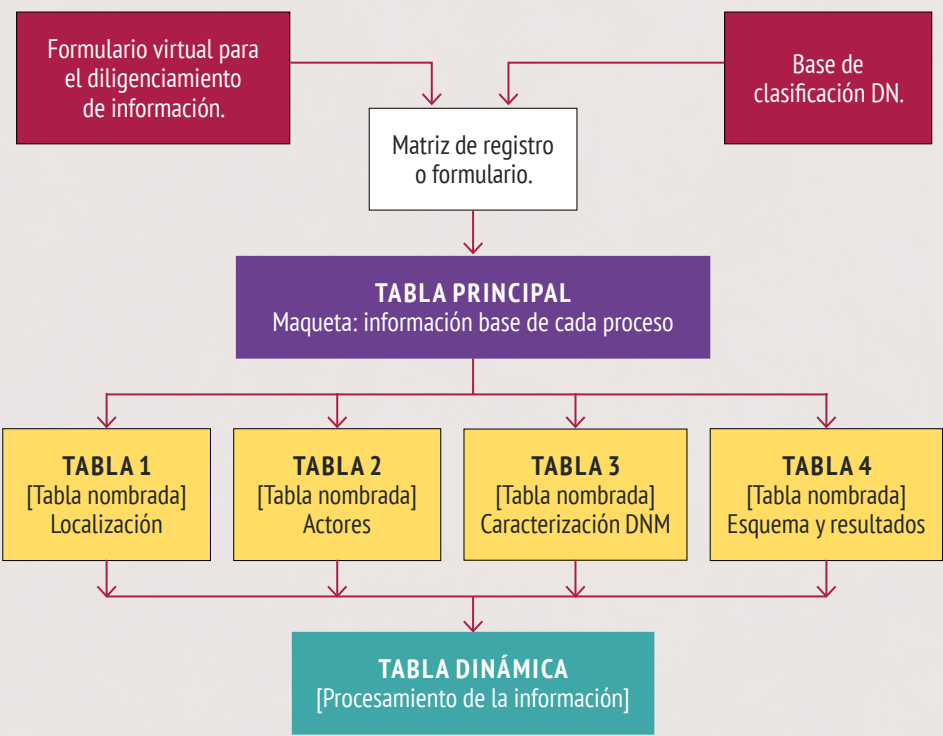 Formulario virtual para
el diligenciamiento
de información.
Base de
clasificación DN.
Matriz de registro
o formulario.
TABLA PRINCIPAL
Maqueta: información base de cada proceso
TABLA 1
[Tabla nombrada]
Localización
TABLA 2
[Tabla nombrada]
Actores
TABLA 3
[Tabla nombrada]
Caracterización DNM
TABLA 4
[Tabla nombrada]
Esquema y resultados
TABLA DINÁMICA
[Procesamiento de la información]